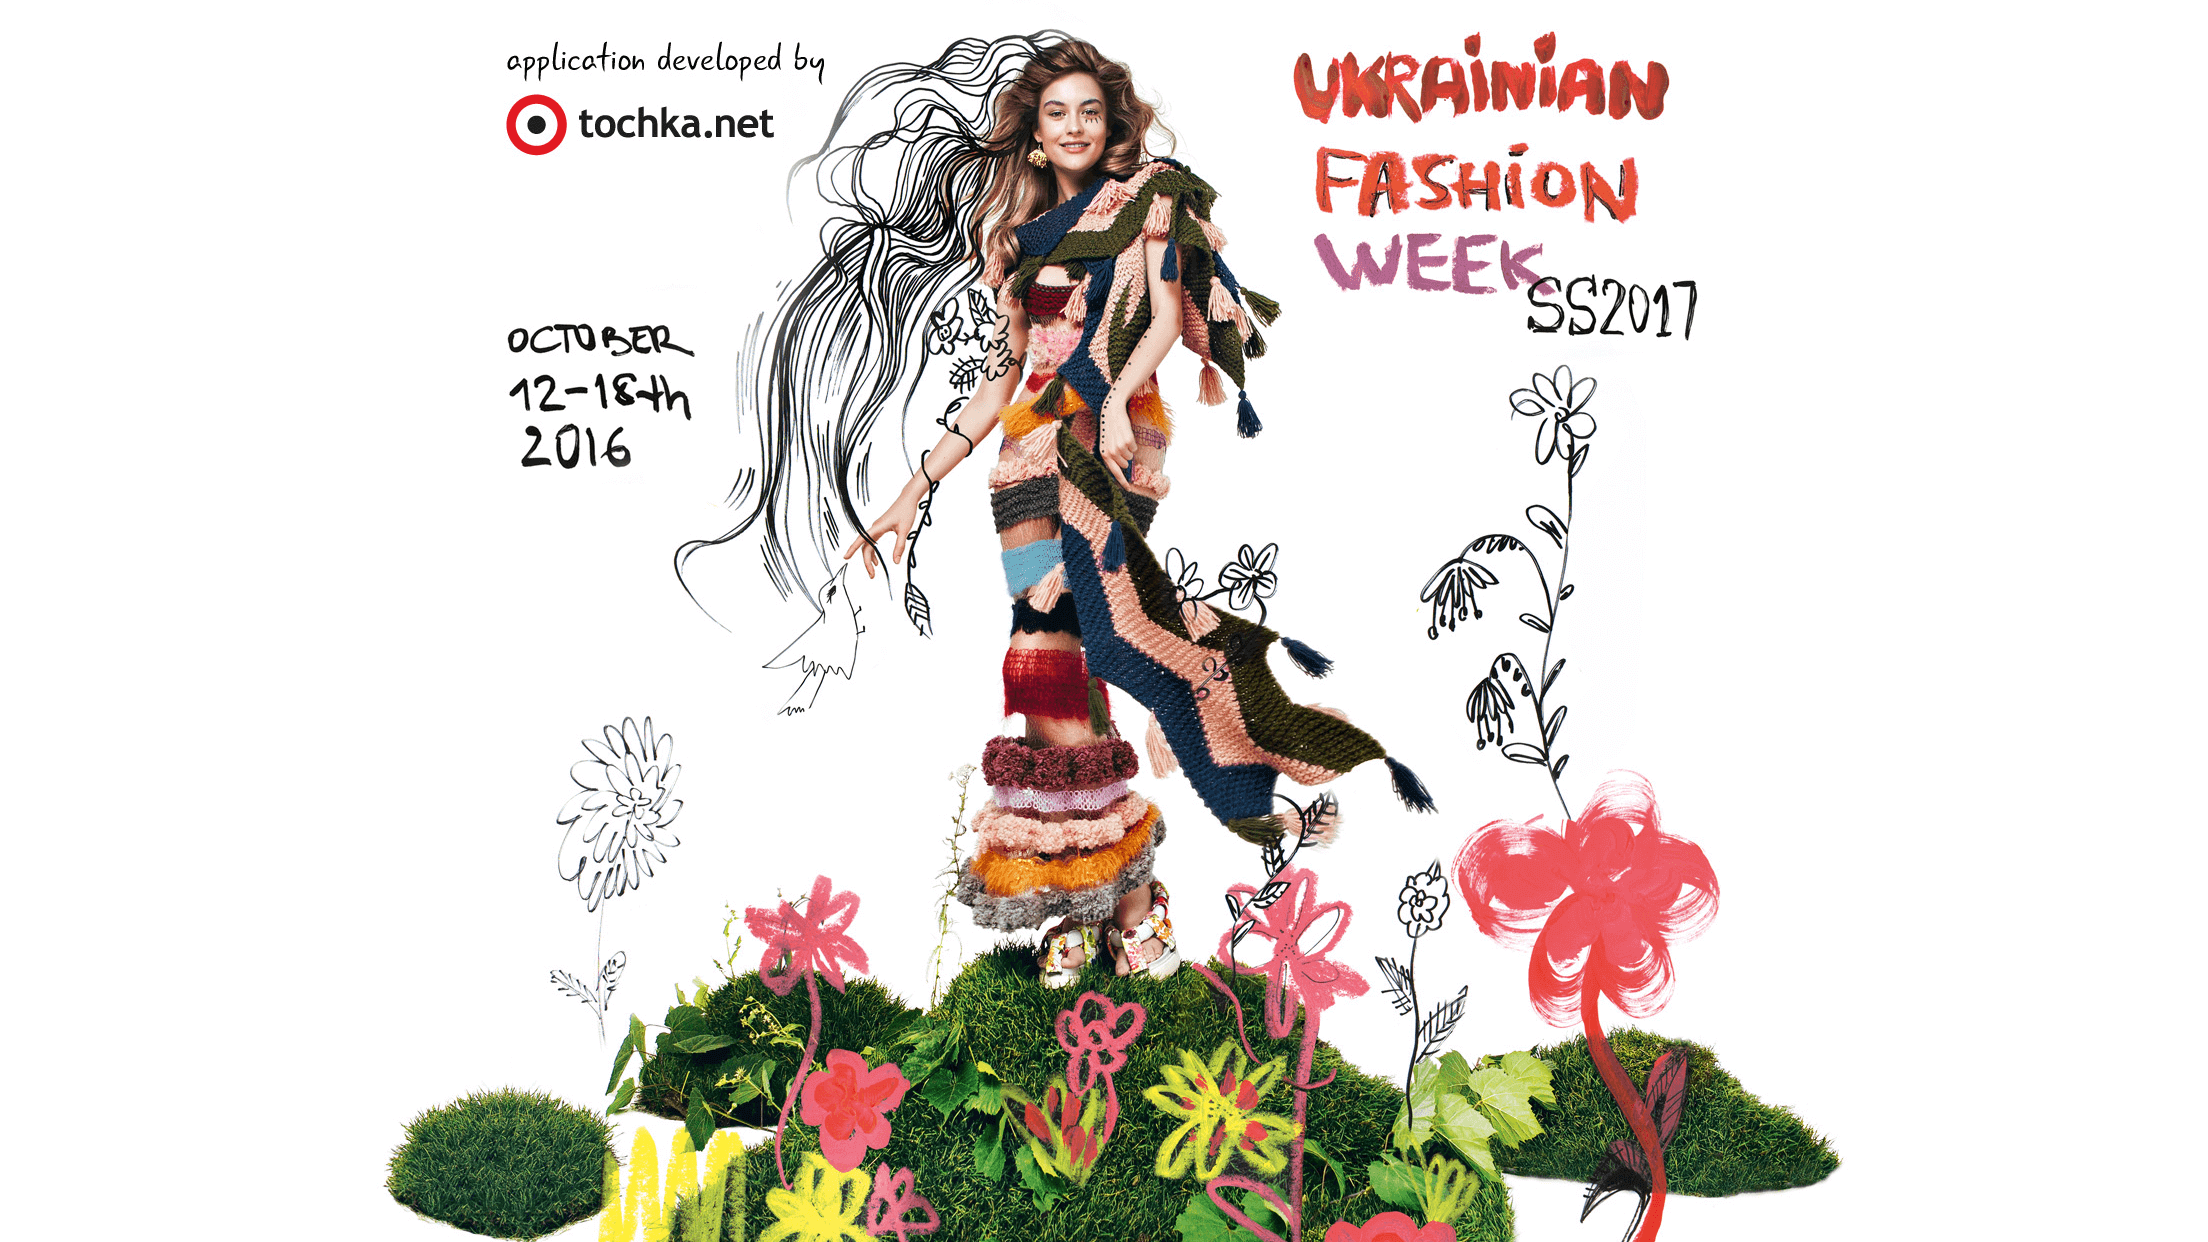 application developed by
tochka.net
UKRAINIAN
FASHION
WEEK
SS2017
OCTOBER
12-18th
2016